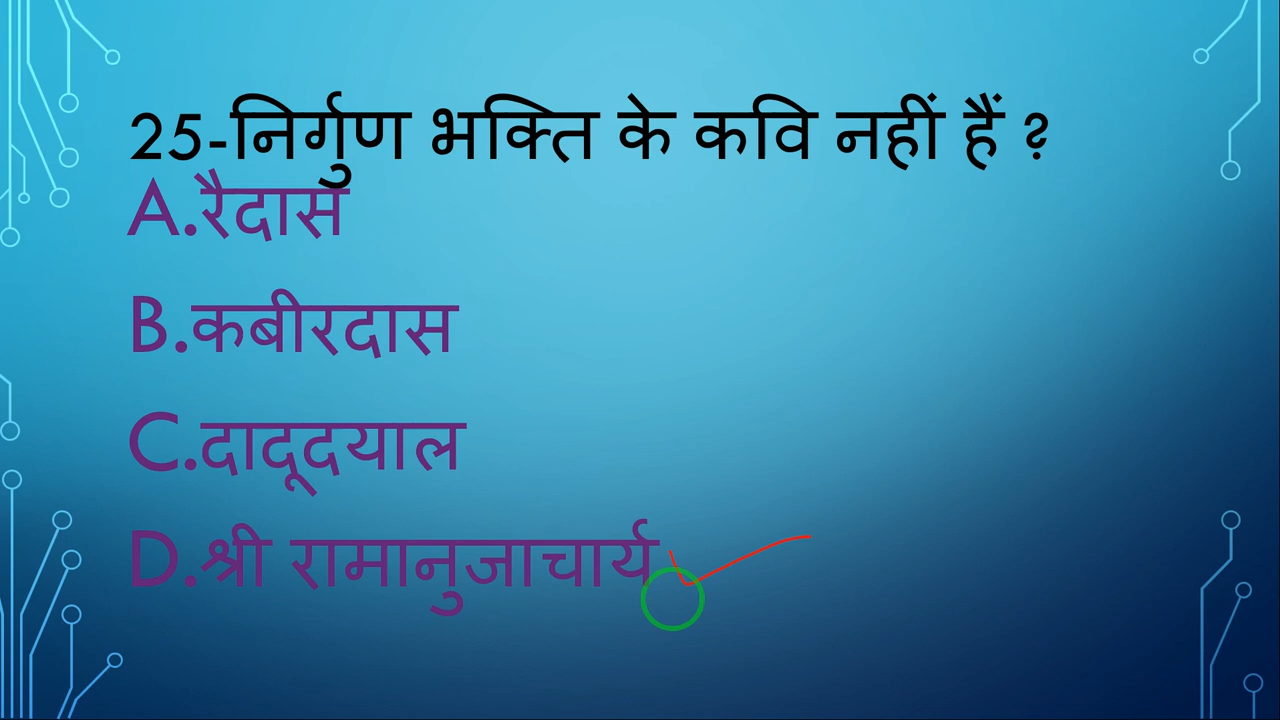 25-निर्गुण भक्ति के कवि नहीं हैं ?
A.रैदास
B.कबीरदास
C.दादूदयाल
D.श्री रामानुजाचार्य